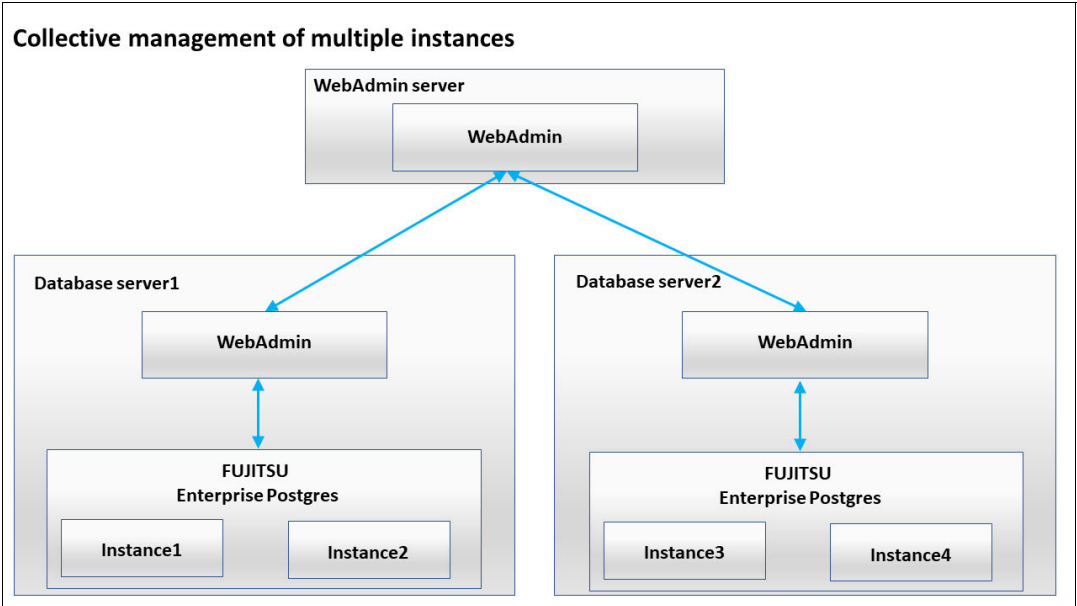 Collective management of multiple instances
WebAdmin server
WebAdmin
Database server1
WebAdmin
FUJITSU
Enterprise Postgres
Instance1
Instance2
Database server2
WebAdmin
FUJITSU
Enterprise Postgres
Instance3
Instance4